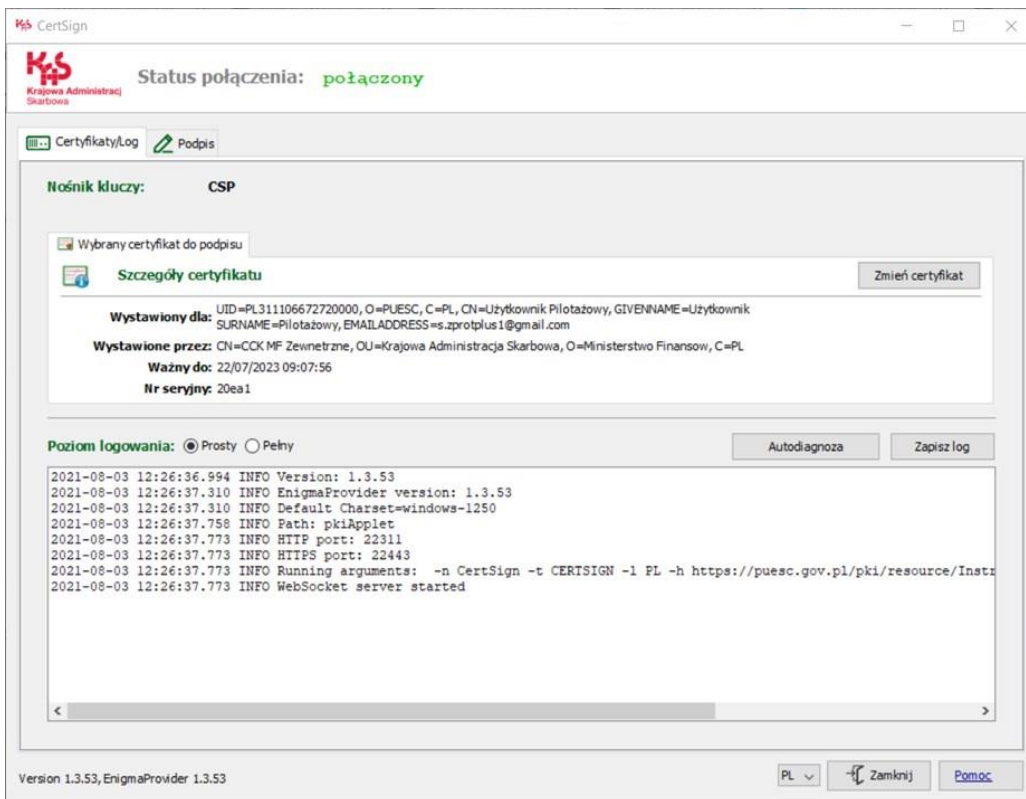 KAS CertSign
KAS
Krajowa Administracj
Skarbowa
Status połączenia: połączony
Certyfikaty/Log
Podpis
Nośnik kluczy: CSP
Wybrany certyfikat do podpisu
Szczegóły certyfikatu
Zmień certyfikat
Wystawiony dla: UID=PL311106672720000, O=PUESC, C=PL, CN=Użytkownik Pilotażowy, GIVENNAME=Użytkownik
SURNAME=Pilotażowy, EMAILADDRESS=s.zprotplus1@gmail.com
Wystawione przez: CN=CCK MF Zewnetrzne, OU=Krajowa Administracja Skarbowa, O=Ministerstwo Finansow, C=PL
Ważny do: 22/07/2023 09:07:56
Nr seryjny: 20ea1
Poziom logowania: Prosty Pełny
Autodiagnoza
Zapisz log
2021-08-03 12:26:36.994 INFO Version: 1.3.53
2021-08-03 12:26:37.310 INFO EnigmaProvider version: 1.3.53
2021-08-03 12:26:37.310 INFO Default Charset=windows-1250
2021-08-03 12:26:37.758 INFO Path: pkiApplet
2021-08-03 12:26:37.773 INFO HTTP port: 22311
2021-08-03 12:26:37.773 INFO HTTPS port: 22443
2021-08-03 12:26:37.773 INFO Running arguments: -n CertSign -t CERTSIGN -l PL -h https://puesc.gov.pl/pki/resource/Instr
2021-08-03 12:26:37.773 INFO WebSocket server started
Version 1.3.53, EnigmaProvider 1.3.53
PL
Zamknij
Pomoc